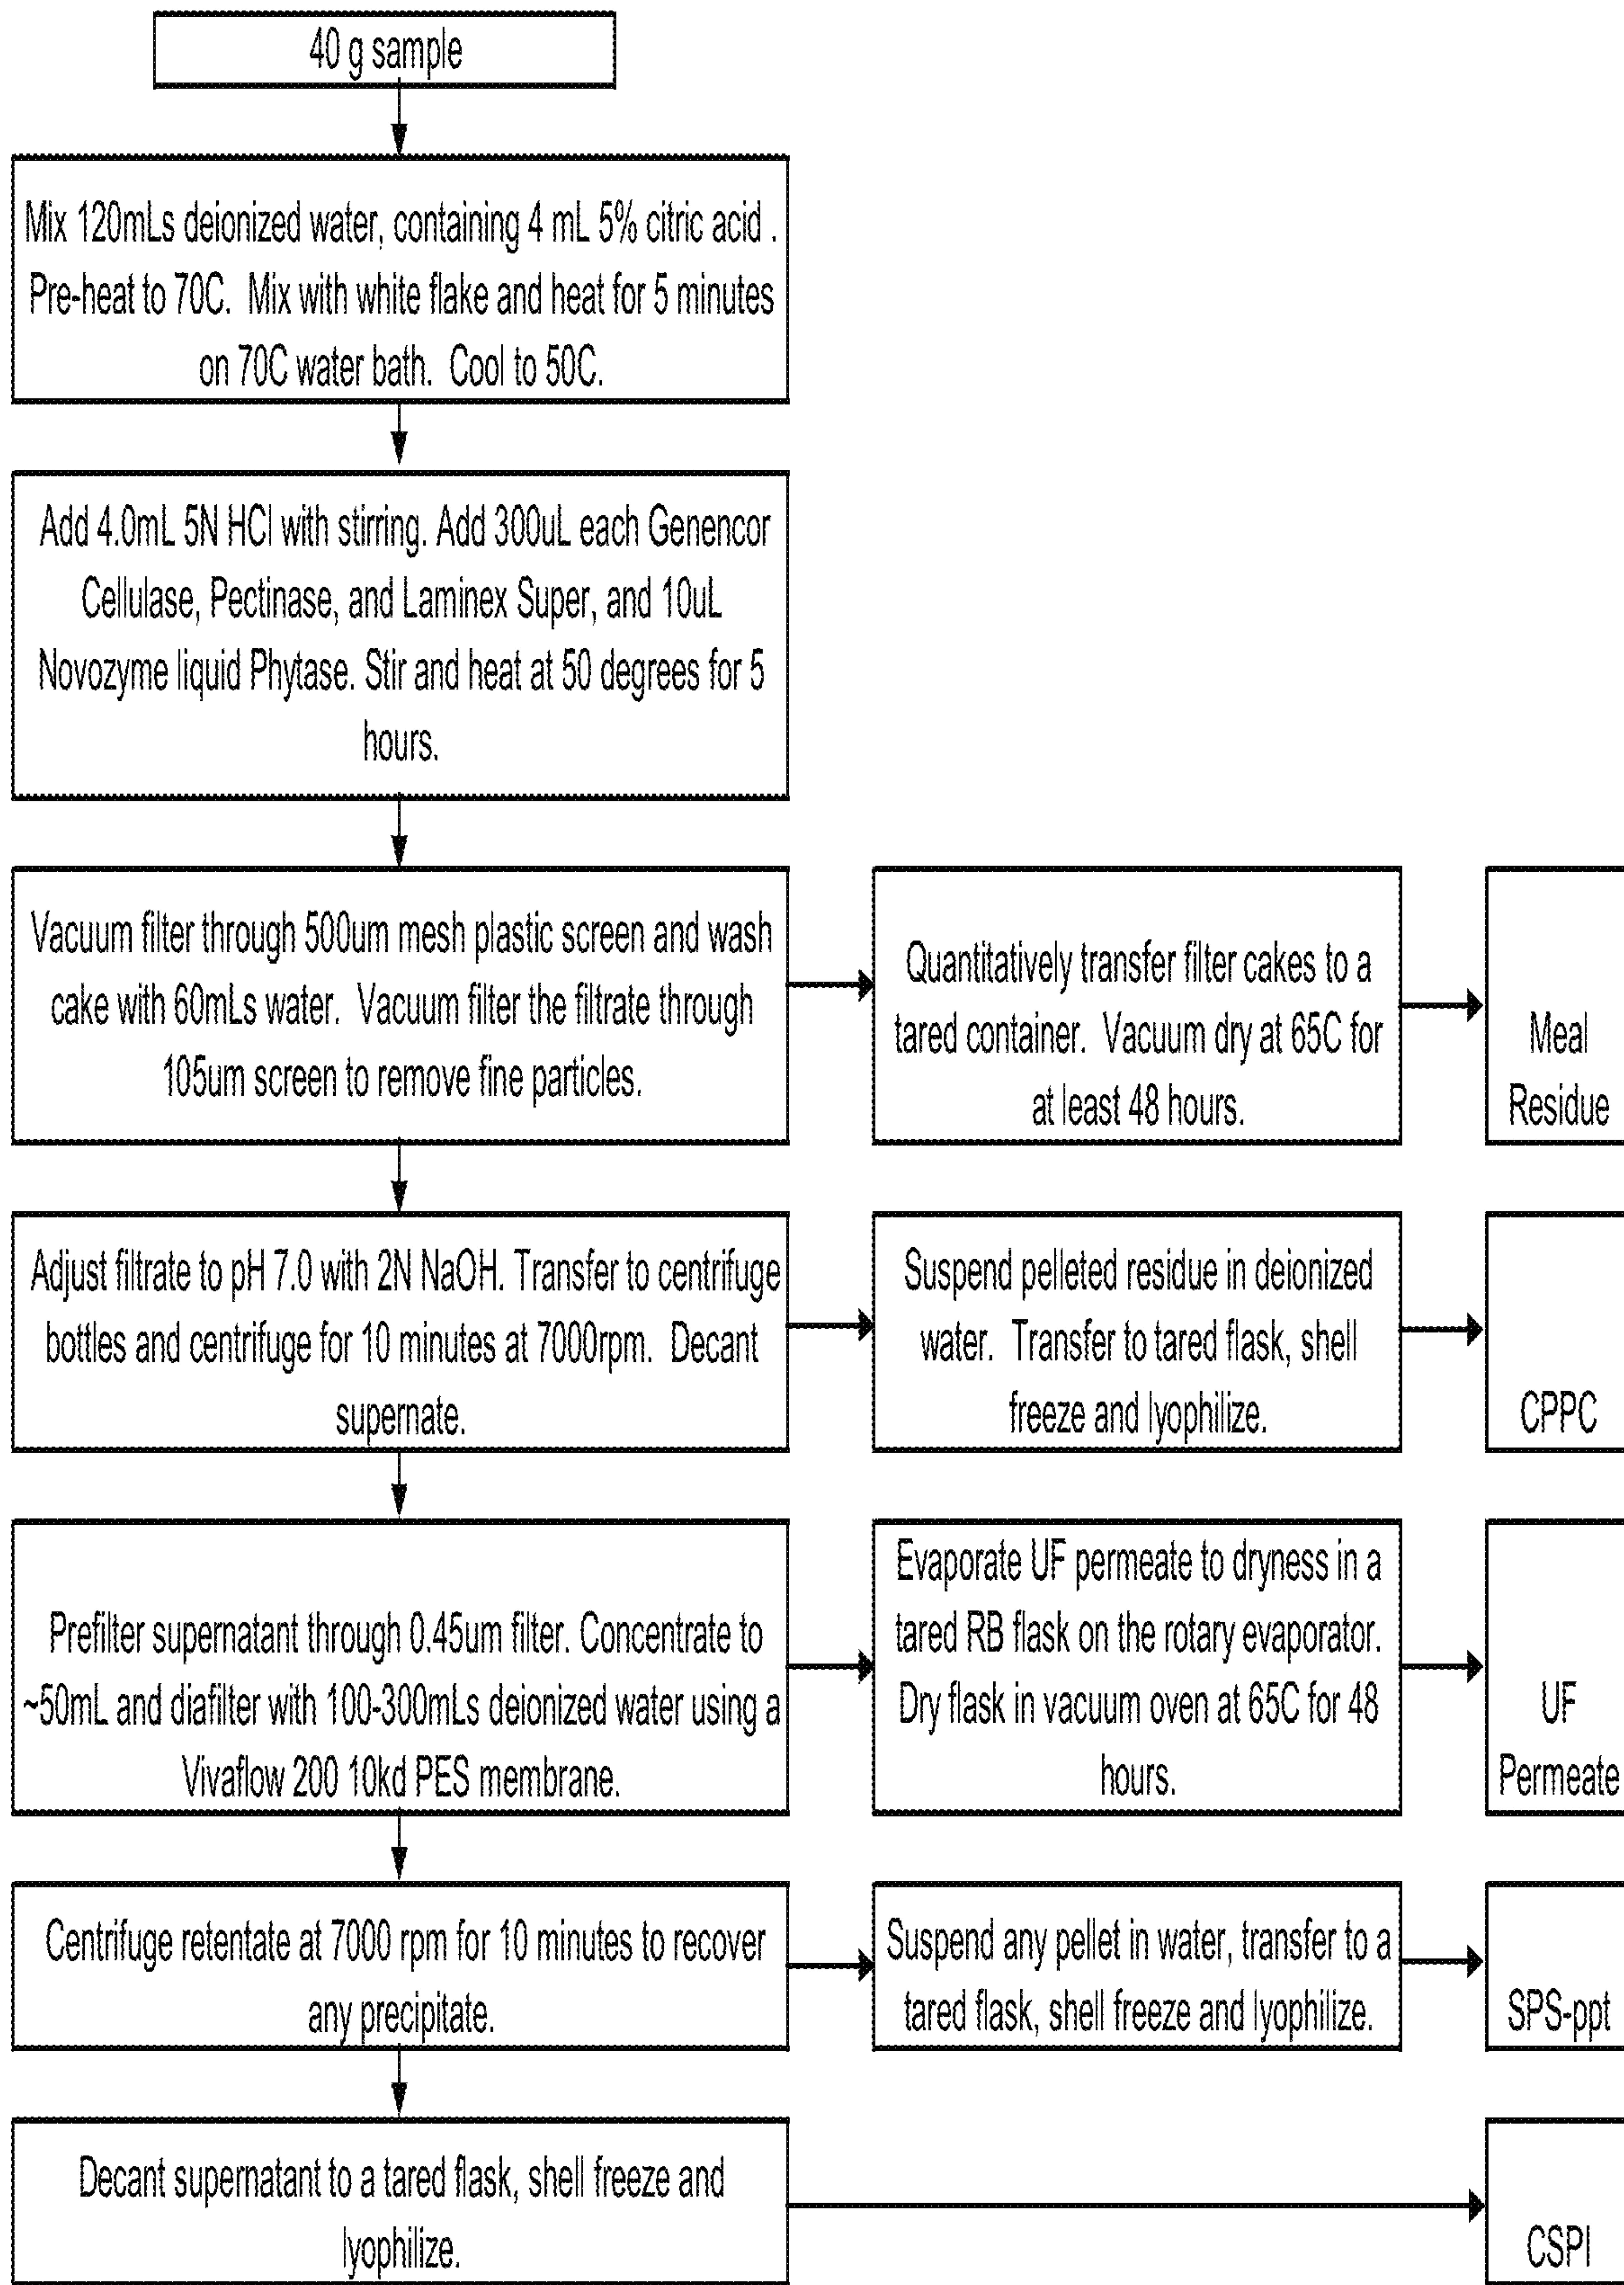 40 g sample
Mix 120mLs deionized water, containing 4 mL 5% citric acid .
Pre-heat to 70C. Mix with white flake and heat for 5 minutes
on 70C water bath. Cool to 50C.
Add 4.0mL 5N HCl with stirring. Add 300uL each Genencor
Cellulase, Pectinase, and Laminex Super, and 10uL
Novozyme liquid Phytase. Stir and heat at 50 degrees for 5
hours.
Vacuum filter through 500um mesh plastic screen and wash
cake with 60mLs water. Vacuum filter the filtrate through
105um screen to remove fine particles.
Quantitatively transfer filter cakes to a
tared container. Vacuum dry at 65C for
at least 48 hours.
Meal
Residue
Adjust filtrate to pH 7.0 with 2N NaOH. Transfer to centrifuge
bottles and centrifuge for 10 minutes at 7000rpm. Decant
supernate.
Suspend pelleted residue in deionized
water. Transfer to tared flask, shell
freeze and lyophilize.
CPPC
Prefilter supernatant through 0.45um filter. Concentrate to
~50mL and diafilter with 100-300mLs deionized water using a
Vivaflow 200 10kd PES membrane.
Evaporate UF permeate to dryness in a
tared RB flask on the rotary evaporator.
Dry flask in vacuum oven at 65C for 48
hours.
UF
Permeate
Centrifuge retentate at 7000 rpm for 10 minutes to recover
any precipitate.
Suspend any pellet in water, transfer to a
tared flask, shell freeze and lyophilize.
SPS-ppt
Decant supernatant to a tared flask, shell freeze and
lyophilize.
CSPI